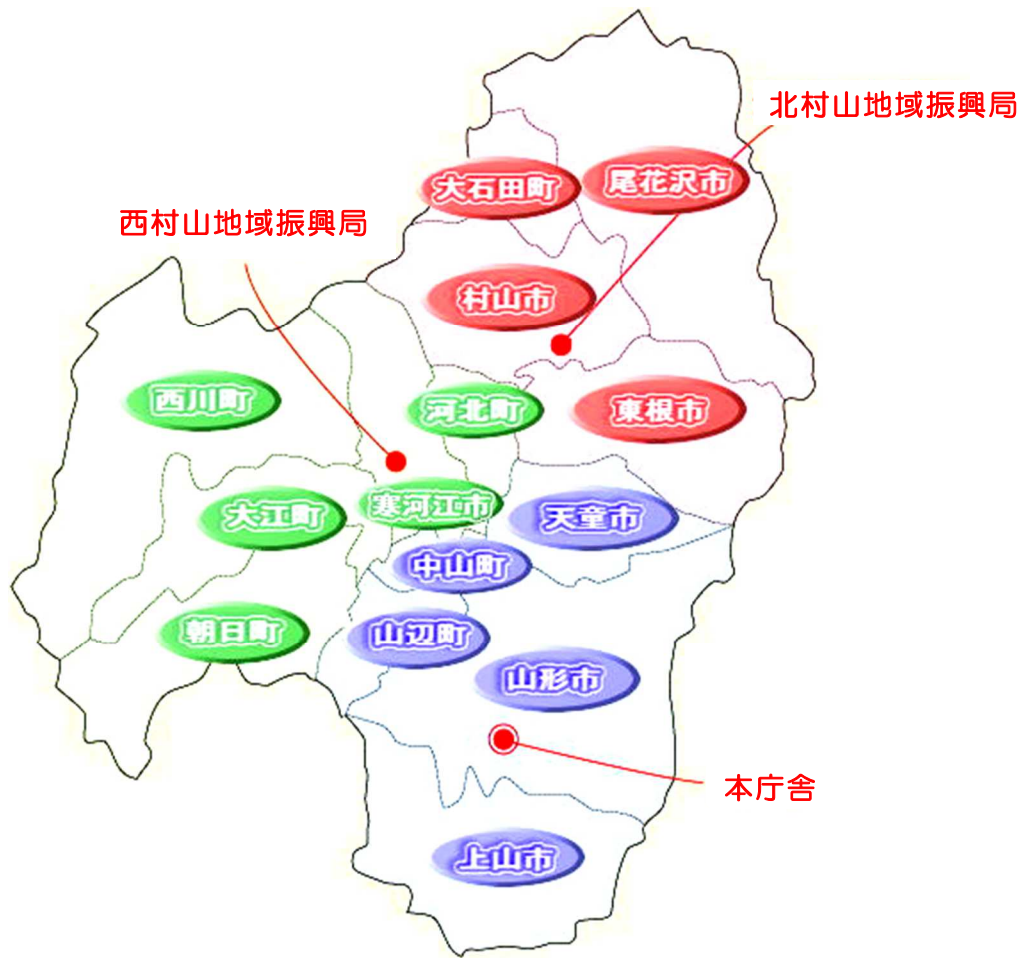 北村山地域振興局
大石田町
尾花沢市
西村山地域振興局
村山市
西川町
河北町
東根市
大江町
寒河江市
天童市
中山町
朝日町
山辺町
山形市
本庁舎
上山市